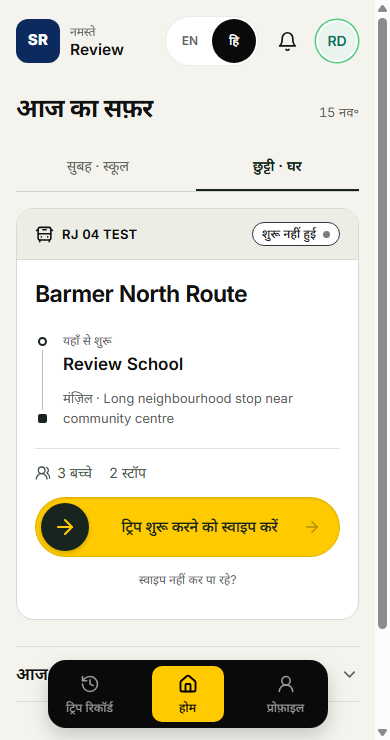 SR
नमस्ते
Review
EN
हि
RD
आज का सफ़र
15 नव॰
सुबह · स्कूल
छुट्टी · घर
RJ 04 TEST
शुरू नहीं हुई
Barmer North Route
यहाँ से शुरू
Review School
मंज़िल · Long neighbourhood stop near
community centre
3 बच्चे 2 स्टॉप
ट्रिप शुरू करने को स्वाइप करें
स्वाइप नहीं कर पा रहे?
आज
ट्रिप रिकॉर्ड
होम
प्रोफ़ाइल